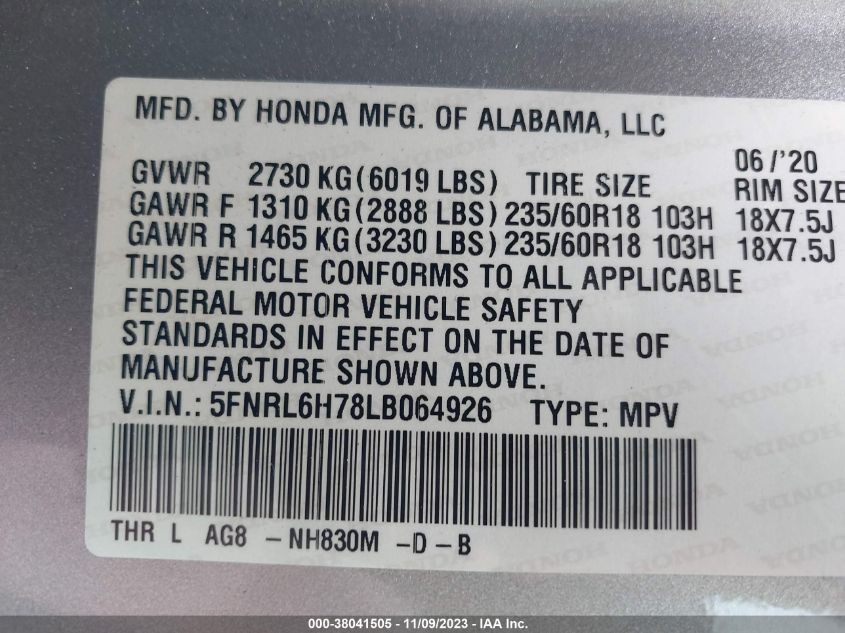 MFD. BY HONDA MFG. OF ALABAMA, LLC
06/'20
GVWR 2730 KG(6019 LBS) TIRE SIZE RIM SIZE
GAWR F 1310 KG(2888 LBS) 235/60R18 103H 18X7.5J
GAWR R 1465 KG(3230 LBS) 235/60R18 103H 18X7.5J
THIS VEHICLE CONFORMS TO ALL APPLICABLE
FEDERAL MOTOR VEHICLE SAFETY
STANDARDS IN EFFECT ON THE DATE OF
MANUFACTURE SHOWN ABOVE.
V.I.N.: 5FNRL6H78LB064926 TYPE: MPV
THR L AG8 -NH830M -D-B
000-38041505 - 11/09/2023 - IAA Inc.